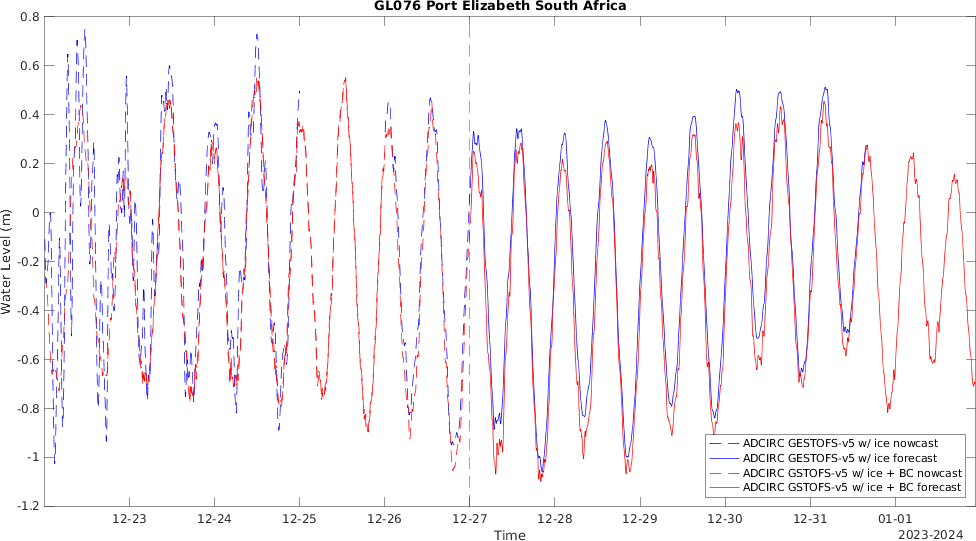 GL076 Port Elizabeth South Africa
0.8
0.6
0.4
0.2
0
-0.2
-0.4
-0.6
-0.8
-1
-1.2
Water Level (m)
ADCIRC GESTOFS-v5 w/ ice nowcast
ADCIRC GESTOFS-v5 w/ ice forecast
ADCIRC GSTOFS-v5 w/ ice + BC nowcast
ADCIRC GSTOFS-v5 w/ ice + BC forecast
12-23 12-24 12-25 12-26 12-27 12-28 12-29 12-30 12-31 01-01
Time
2023-2024